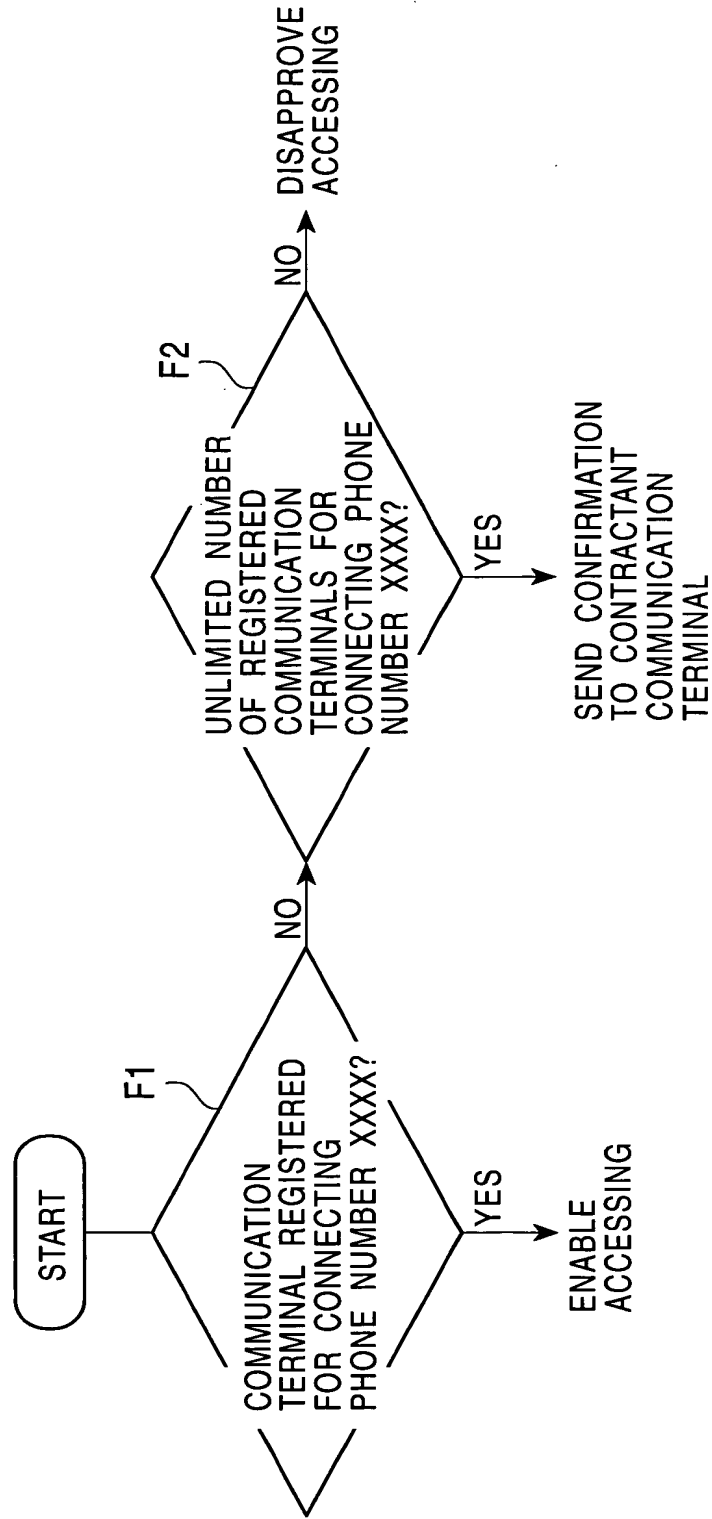 START
F1
COMMUNICATION
TERMINAL REGISTERED
FOR CONNECTING
PHONE NUMBER XXXX?
NO
YES
ENABLE
ACCESSING
F2
UNLIMITED NUMBER
OF REGISTERED
COMMUNICATION
TERMINALS FOR
CONNECTING PHONE
NUMBER XXXX?
NO
DISAPPROVE
ACCESSING
YES
SEND CONFIRMATION
TO CONTRACTANT
COMMUNICATION
TERMINAL